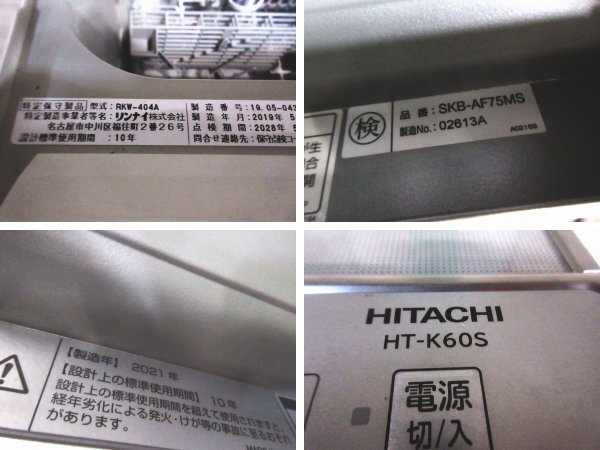 特定保守製品 型式:RKW-404A
特定製造事業者等名:リンナイ株式会社
名古屋市中川区福住町2番26号
設計標準使用期間 :10年
製造番号:19.05-043
製造年月:2019年5
点検期間:2028年5
問合せ連絡先:保守点検コー
検
品 番:SKB-AF75MS
製造No.:02613A
A02169
【製造年】2021年
【設計上の標準使用期間】10年
設計上の標準使用期間を超えて使用されますと、
経年劣化による発火・けが等の事故に至るおそれ
があります。
HITACHI
HT-K60S
電源
切/入